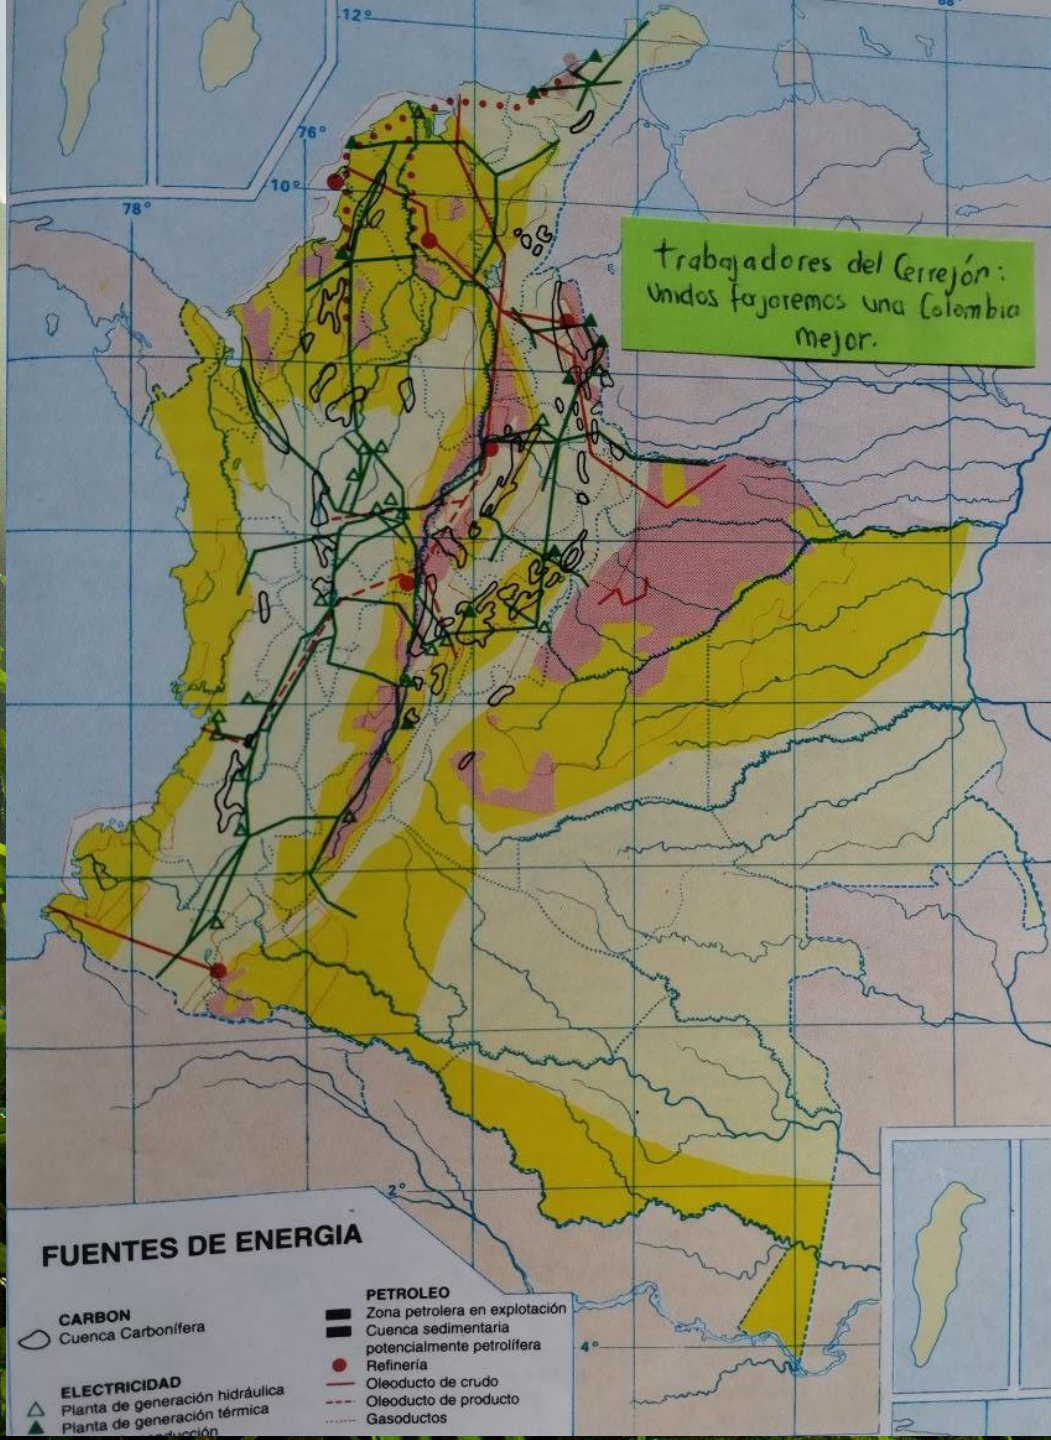 12°
68°
76°
10°
78°
Trabajadores del Cerrejón:
Unidos forjaremos una Colombia
mejor.
2°
4°
FUENTES DE ENERGIA
CARBON
Cuenca Carbonífera
ELECTRICIDAD
Planta de generación hidráulica
Planta de generación térmica
PETROLEO
Zona petrolera en explotación
Cuenca sedimentaria
potencialmente petrolífera
Refinería
Oleoducto de crudo
Oleoducto de producto
Gasoductos